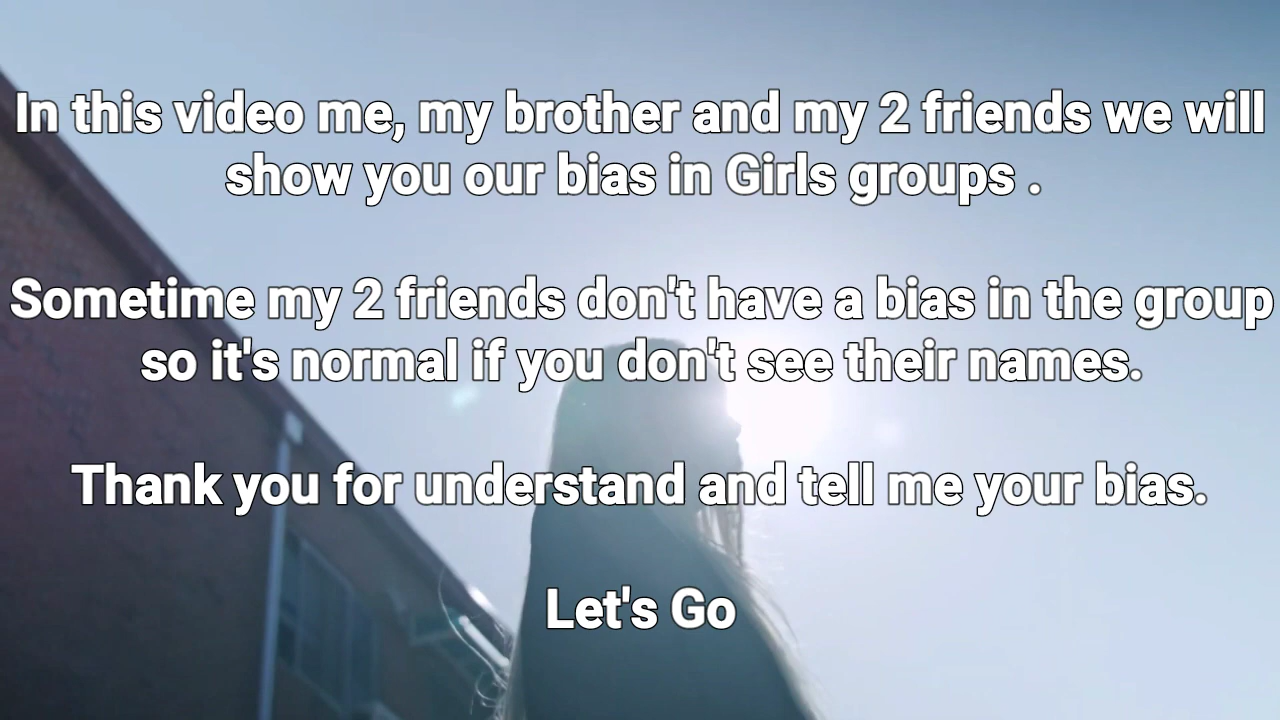 In this video me, my brother and my 2 friends we will
show you our bias in Girls groups .
Sometime my 2 friends don't have a bias in the group
so it's normal if you don't see their names.
Thank you for understand and tell me your bias.
Let's Go